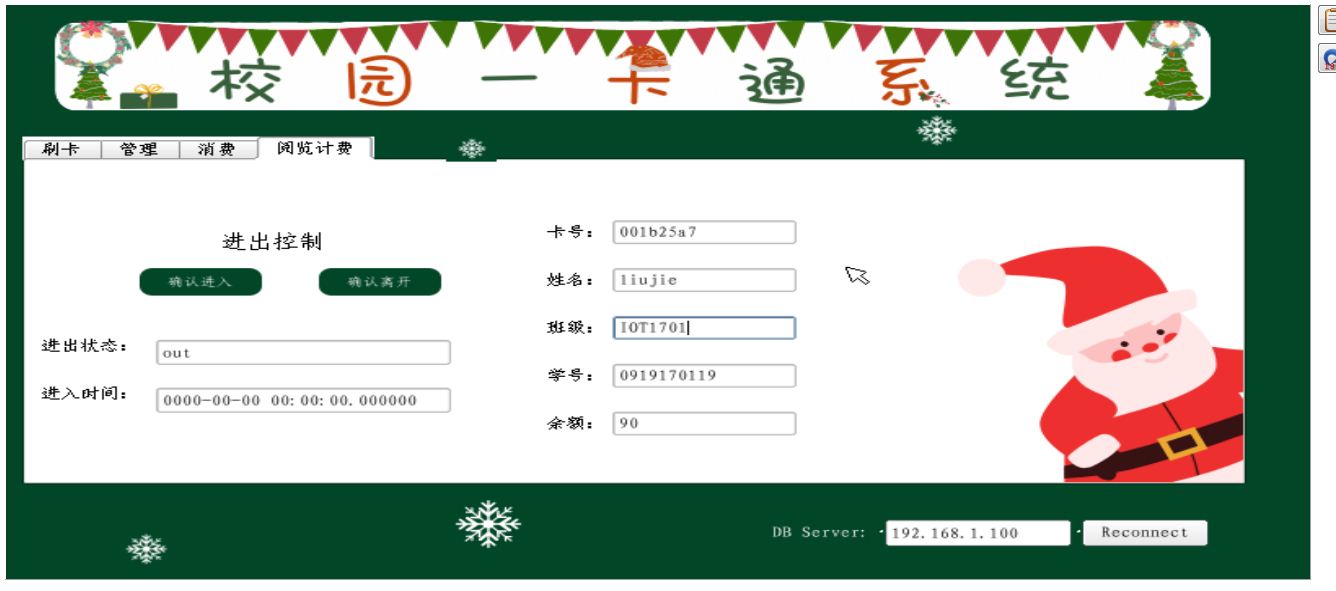 校园一卡通系统
刷卡 管理 消费 阅览计费
进出控制
确认进入 确认离开
进出状态： out
进入时间： 0000-00-00 00:00:00.000000
卡号： 001b25a7
姓名： liujie
班级： IOT1701
学号： 0919170119
余额： 90
DB Server: 192.168.1.100 Reconnect